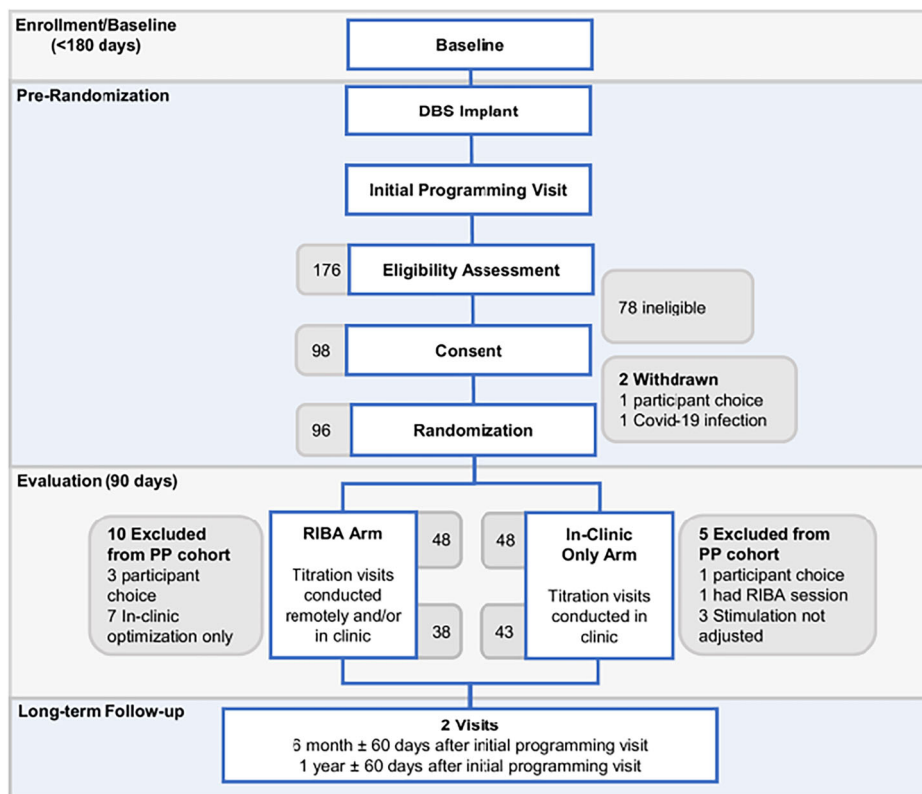 Enrollment/Baseline
(<180 days)
Baseline
Pre-Randomization
DBS Implant
Initial Programming Visit
176
Eligibility Assessment
78 ineligible
98
Consent
2 Withdrawn
1 participant choice
1 Covid-19 infection
96
Randomization
Evaluation (90 days)
10 Excluded
from PP cohort
3 participant
choice
7 In-clinic
optimization only
RIBA Arm
Titration visits
conducted
remotely and/or
in clinic
48
38
48
43
In-Clinic
Only Arm
Titration visits
conducted in
clinic
5 Excluded from
PP cohort
1 participant choice
1 had RIBA session
3 Stimulation not
adjusted
Long-term Follow-up
2 Visits
6 month ± 60 days after initial programming visit
1 year ± 60 days after initial programming visit